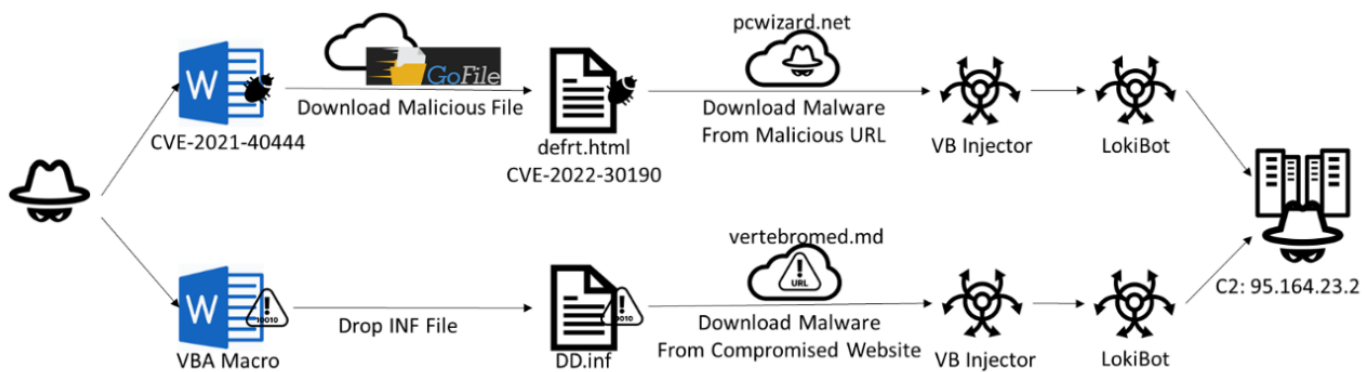 pcwizard.net
GoFile
Download Malicious File
Download Malware
From Malicious URL
CVE-2021-40444
defrt.html
CVE-2022-30190
VB Injector
LokiBot
vertebromed.md
URL
C2: 95.164.23.2
Drop INF File
Download Malware
From Compromised Website
VBA Macro
DD.inf
VB Injector
LokiBot